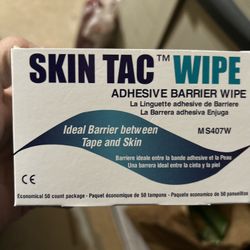 SKIN TAC™ WIPE
ADHESIVE BARRIER WIPE
La Linguette adhesive de Barriere
La Barrera adhesiva Enjuga
Ideal Barrier between
Tape and Skin
MS407W
Barriere ideale entre la bande adhesive et la Peau
Una barrera ideal entre la cinta y la piel
CE
Economical 50 count package - Paquet économique de 50 tampons - Paquete económico de 50 panuelitos